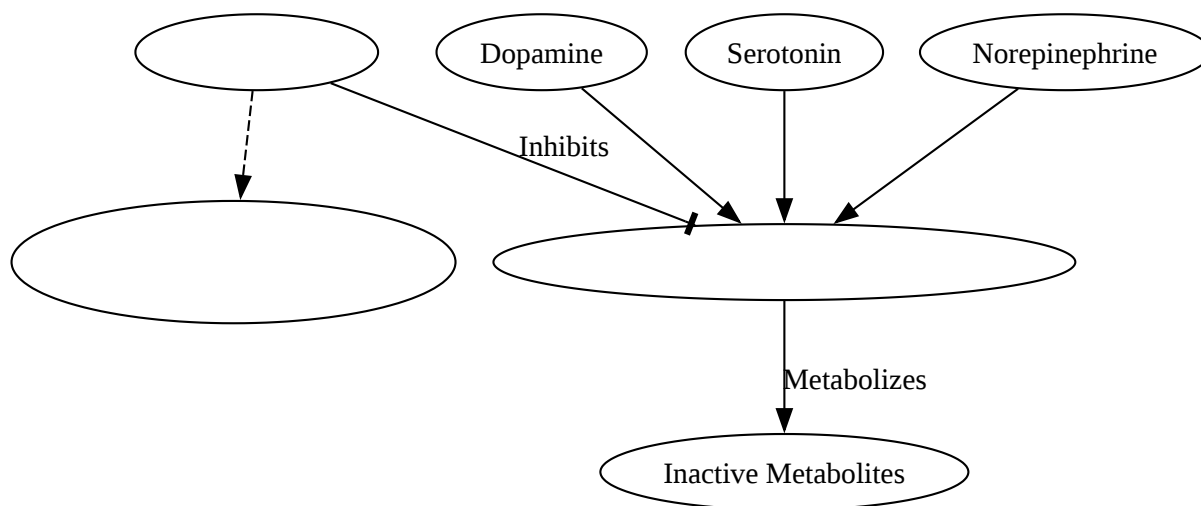 Dopamine
Serotonin
Norepinephrine
Inhibits
Metabolizes
Inactive Metabolites